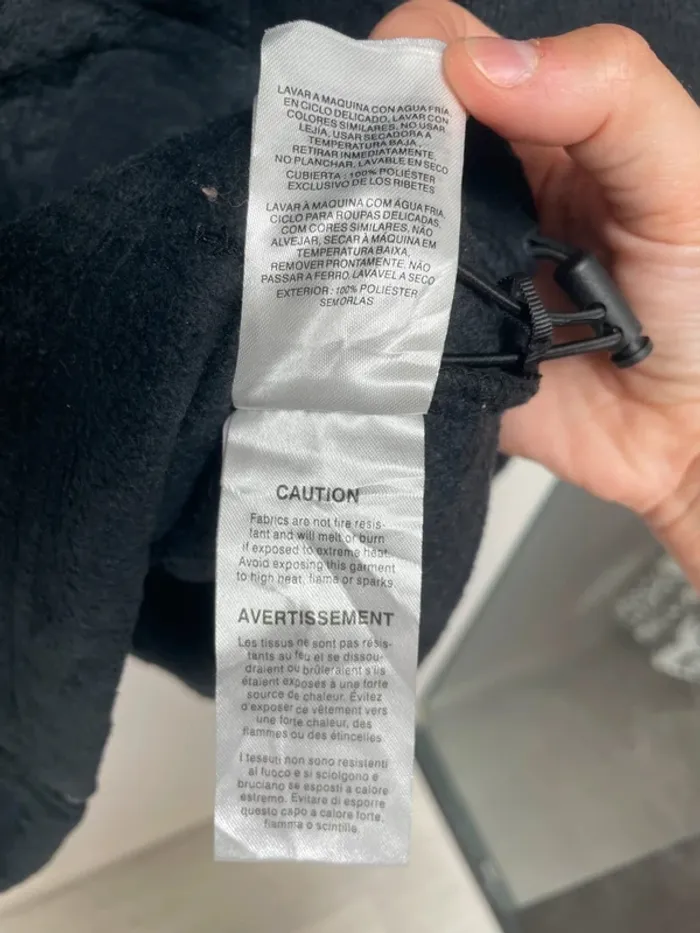 LAVAR A MAQUINA CON AGUA FRIA,
EN CICLO DELICADO, LAVAR CON
COLORES SIMILARES, NO USAR
LEJÍA, USAR SECADORA A
TEMPERATURA BAJA,
RETIRAR INMEDIATAMENTE,
NO PLANCHAR, LAVABLE EN SECO
CUBIERTA : 100% POLIÉSTER
EXCLUSIVO DE LOS RIBETES
LAVAR À MAQUINA COM ÁGUA FRIA,
CICLO PARA ROUPAS DELICADAS,
COM CORES SIMILARES, NÃO
ALVEJAR, SECAR À MÁQUINA EM
TEMPERATURA BAIXA,
REMOVER PRONTAMENTE, NÃO
PASSAR A FERRO, LAVÁVEL A SECO
EXTERIOR : 100% POLIÉSTER
SEM ORLAS
CAUTION
Fabrics are not fire resis-
tant and will melt or burn
if exposed to extreme heat.
Avoid exposing this garment
to high heat, flame or sparks.
AVERTISSEMENT
Les tissus ne sont pas résis-
tants au feu et se dissou-
draient ou brûleraient s'ils
étaient exposés à une forte
source de chaleur. Évitez
d'exposer ce vêtement vers
une forte chaleur, des
flammes ou des étincelles.
I tessuti non sono resistenti
al fuoco e si sciolgono e
bruciano se esposti a calore
estremo. Evitare di esporre
questo capo a calore forte,
fiamma o scintille.